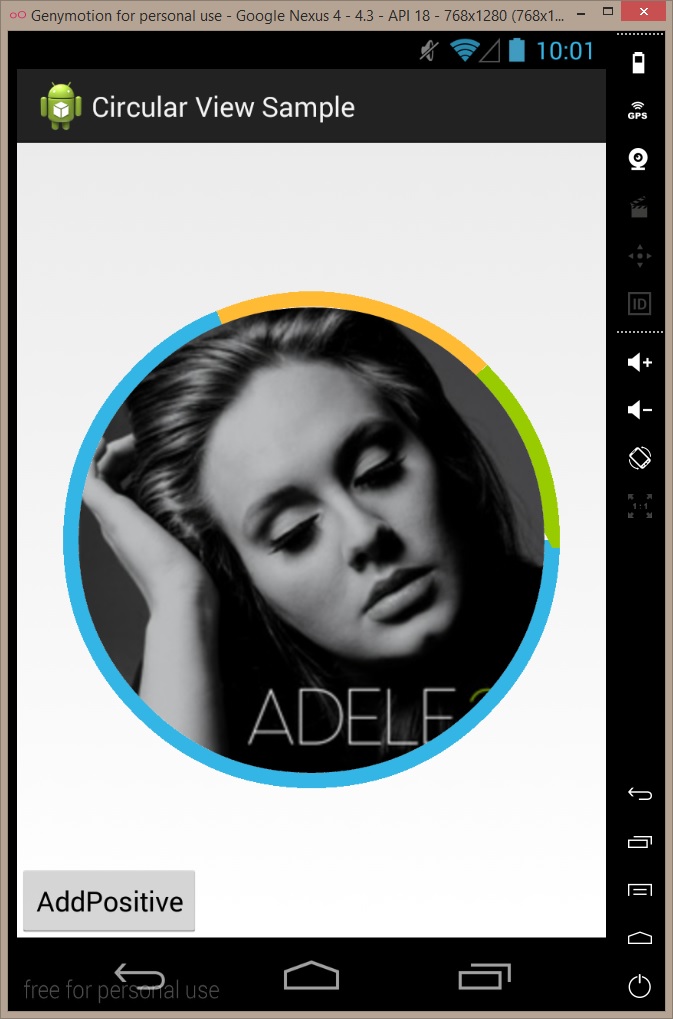 Genymotion for personal use - Google Nexus 4 - 4.3 - API 18 - 768x1280 (768x1...
10:01
GPS
Circular View Sample
ID
1:1
ADELE
AddPositive
free for personal use